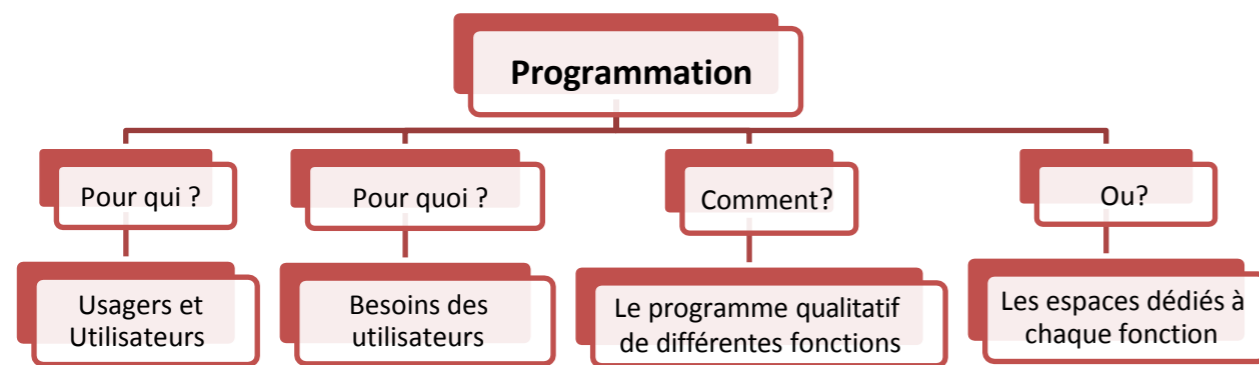 Programmation
Pour qui ?
Pour quoi ?
Comment?
Ou?
Usagers et
Utilisateurs
Besoins des
utilisateurs
Le programme qualitatif
de différentes fonctions
Les espaces dédiés à
chaque fonction